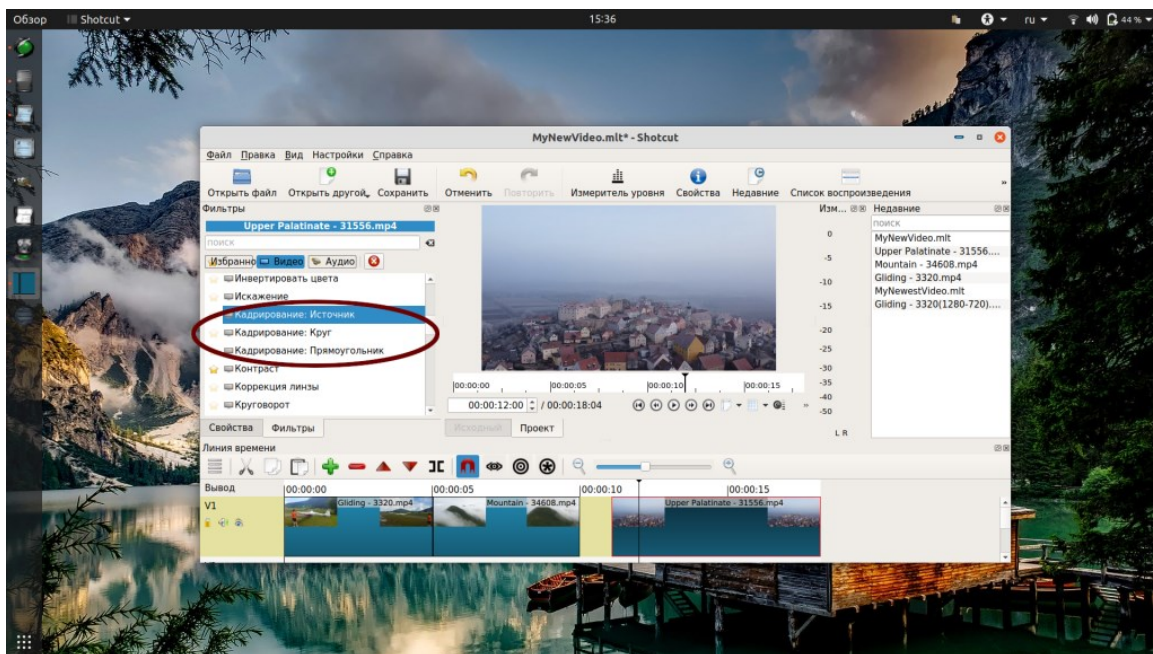 Обзор Shotcut 15:36 ru 44 %
MyNewVideo.mlt* - Shotcut
Файл Правка Вид Настройки Справка
Открыть файл Открыть другой... Сохранить Отменить Повторить Измеритель уровня Свойства Недавние Список воспроизведения »
Фильтры
Upper Palatinate - 31556.mp4
поиск
Избранно Видео Аудио
Инвертировать цвета
Искажение
Кадрирование: Источник
Кадрирование: Круг
Кадрирование: Прямоугольник
Контраст
Коррекция линзы
Круговорот
Свойства Фильтры
00:00:00 00:00:05 00:00:10 00:00:15
00:00:12:00 / 00:00:18:04 »
Исходный Проект
Изм...
0
-5
-10
-15
-20
-25
-30
-35
-40
-50
L R
Недавние
поиск
MyNewVideo.mlt
Upper Palatinate - 31556....
Mountain - 34608.mp4
Gliding - 3320.mp4
MyNewestVideo.mlt
Gliding - 3320(1280-720)....
Линия времени
Вывод 00:00:00 00:00:05 00:00:10 00:00:15
V1 Gliding - 3320.mp4 Mountain - 34608.mp4 Upper Palatinate - 31556.mp4